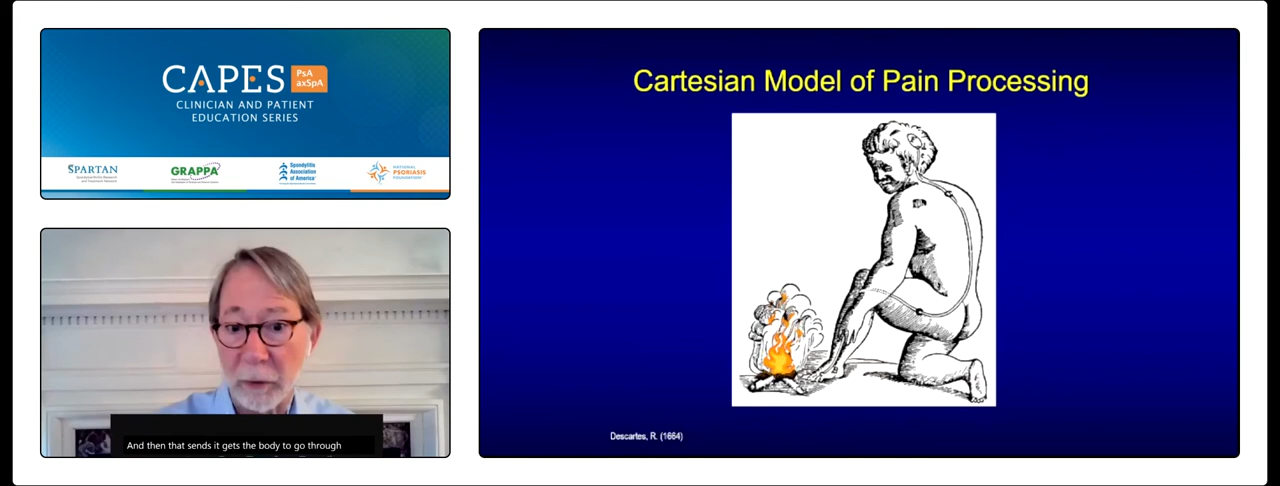 CAPES
PsA
axSpA
CLINICIAN AND PATIENT
EDUCATION SERIES
SPARTAN
GRAPPA
Spondylitis
Association
of America
NATIONAL
PSORIASIS
FOUNDATION
And then that sends it gets the body to go through
Cartesian Model of Pain Processing
Descartes, R. (1664)